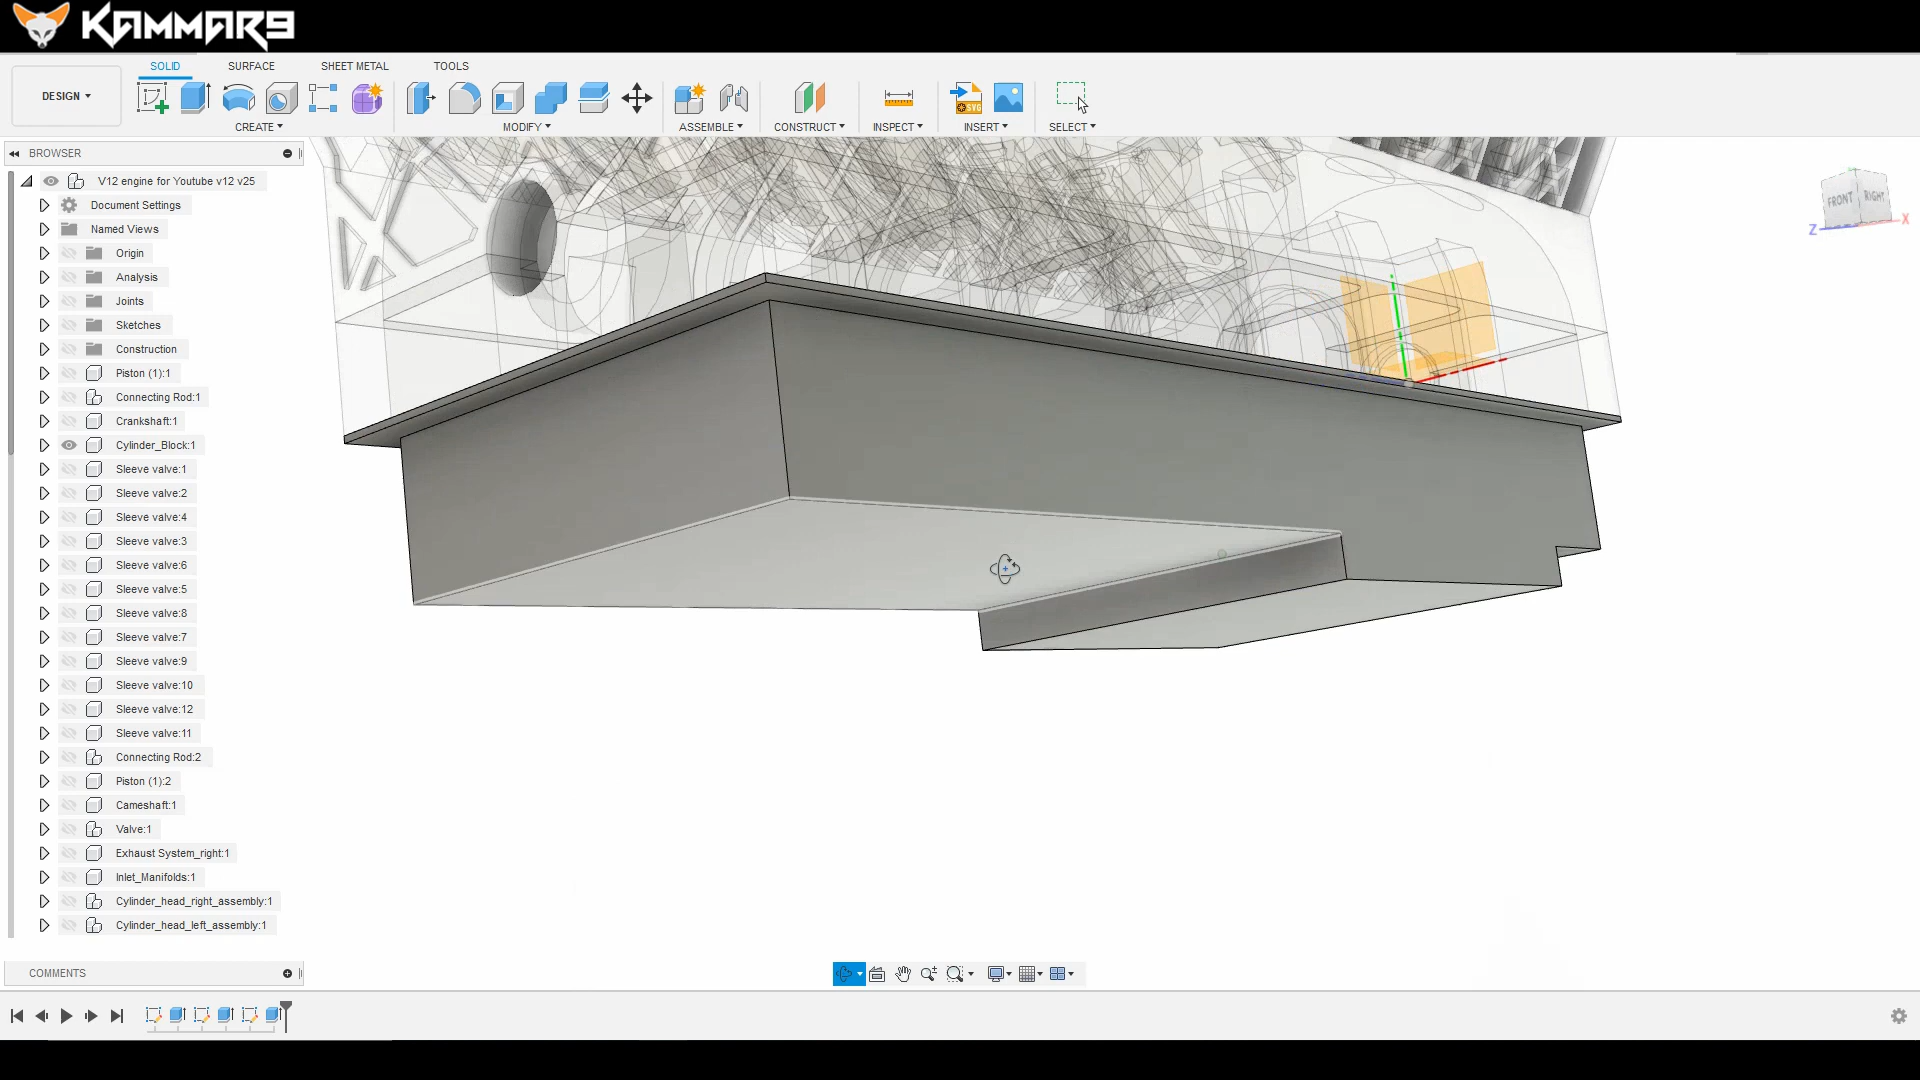 KAMMAR9
SOLID SURFACE SHEET METAL TOOLS
DESIGN
CREATE MODIFY ASSEMBLE CONSTRUCT INSPECT INSERT SELECT
SVG
BROWSER
V12 engine for Youtube v12 v25
Document Settings
Named Views
Origin
Analysis
Joints
Sketches
Construction
Piston (1):1
Connecting Rod:1
Crankshaft:1
Cylinder_Block:1
Sleeve valve:1
Sleeve valve:2
Sleeve valve:4
Sleeve valve:3
Sleeve valve:6
Sleeve valve:5
Sleeve valve:8
Sleeve valve:7
Sleeve valve:9
Sleeve valve:10
Sleeve valve:12
Sleeve valve:11
Connecting Rod:2
Piston (1):2
Cameshaft:1
Valve:1
Exhaust System_right:1
Inlet_Manifolds:1
Cylinder_head_right_assembly:1
Cylinder_head_left_assembly:1
COMMENTS
FRONT RIGHT
Z X